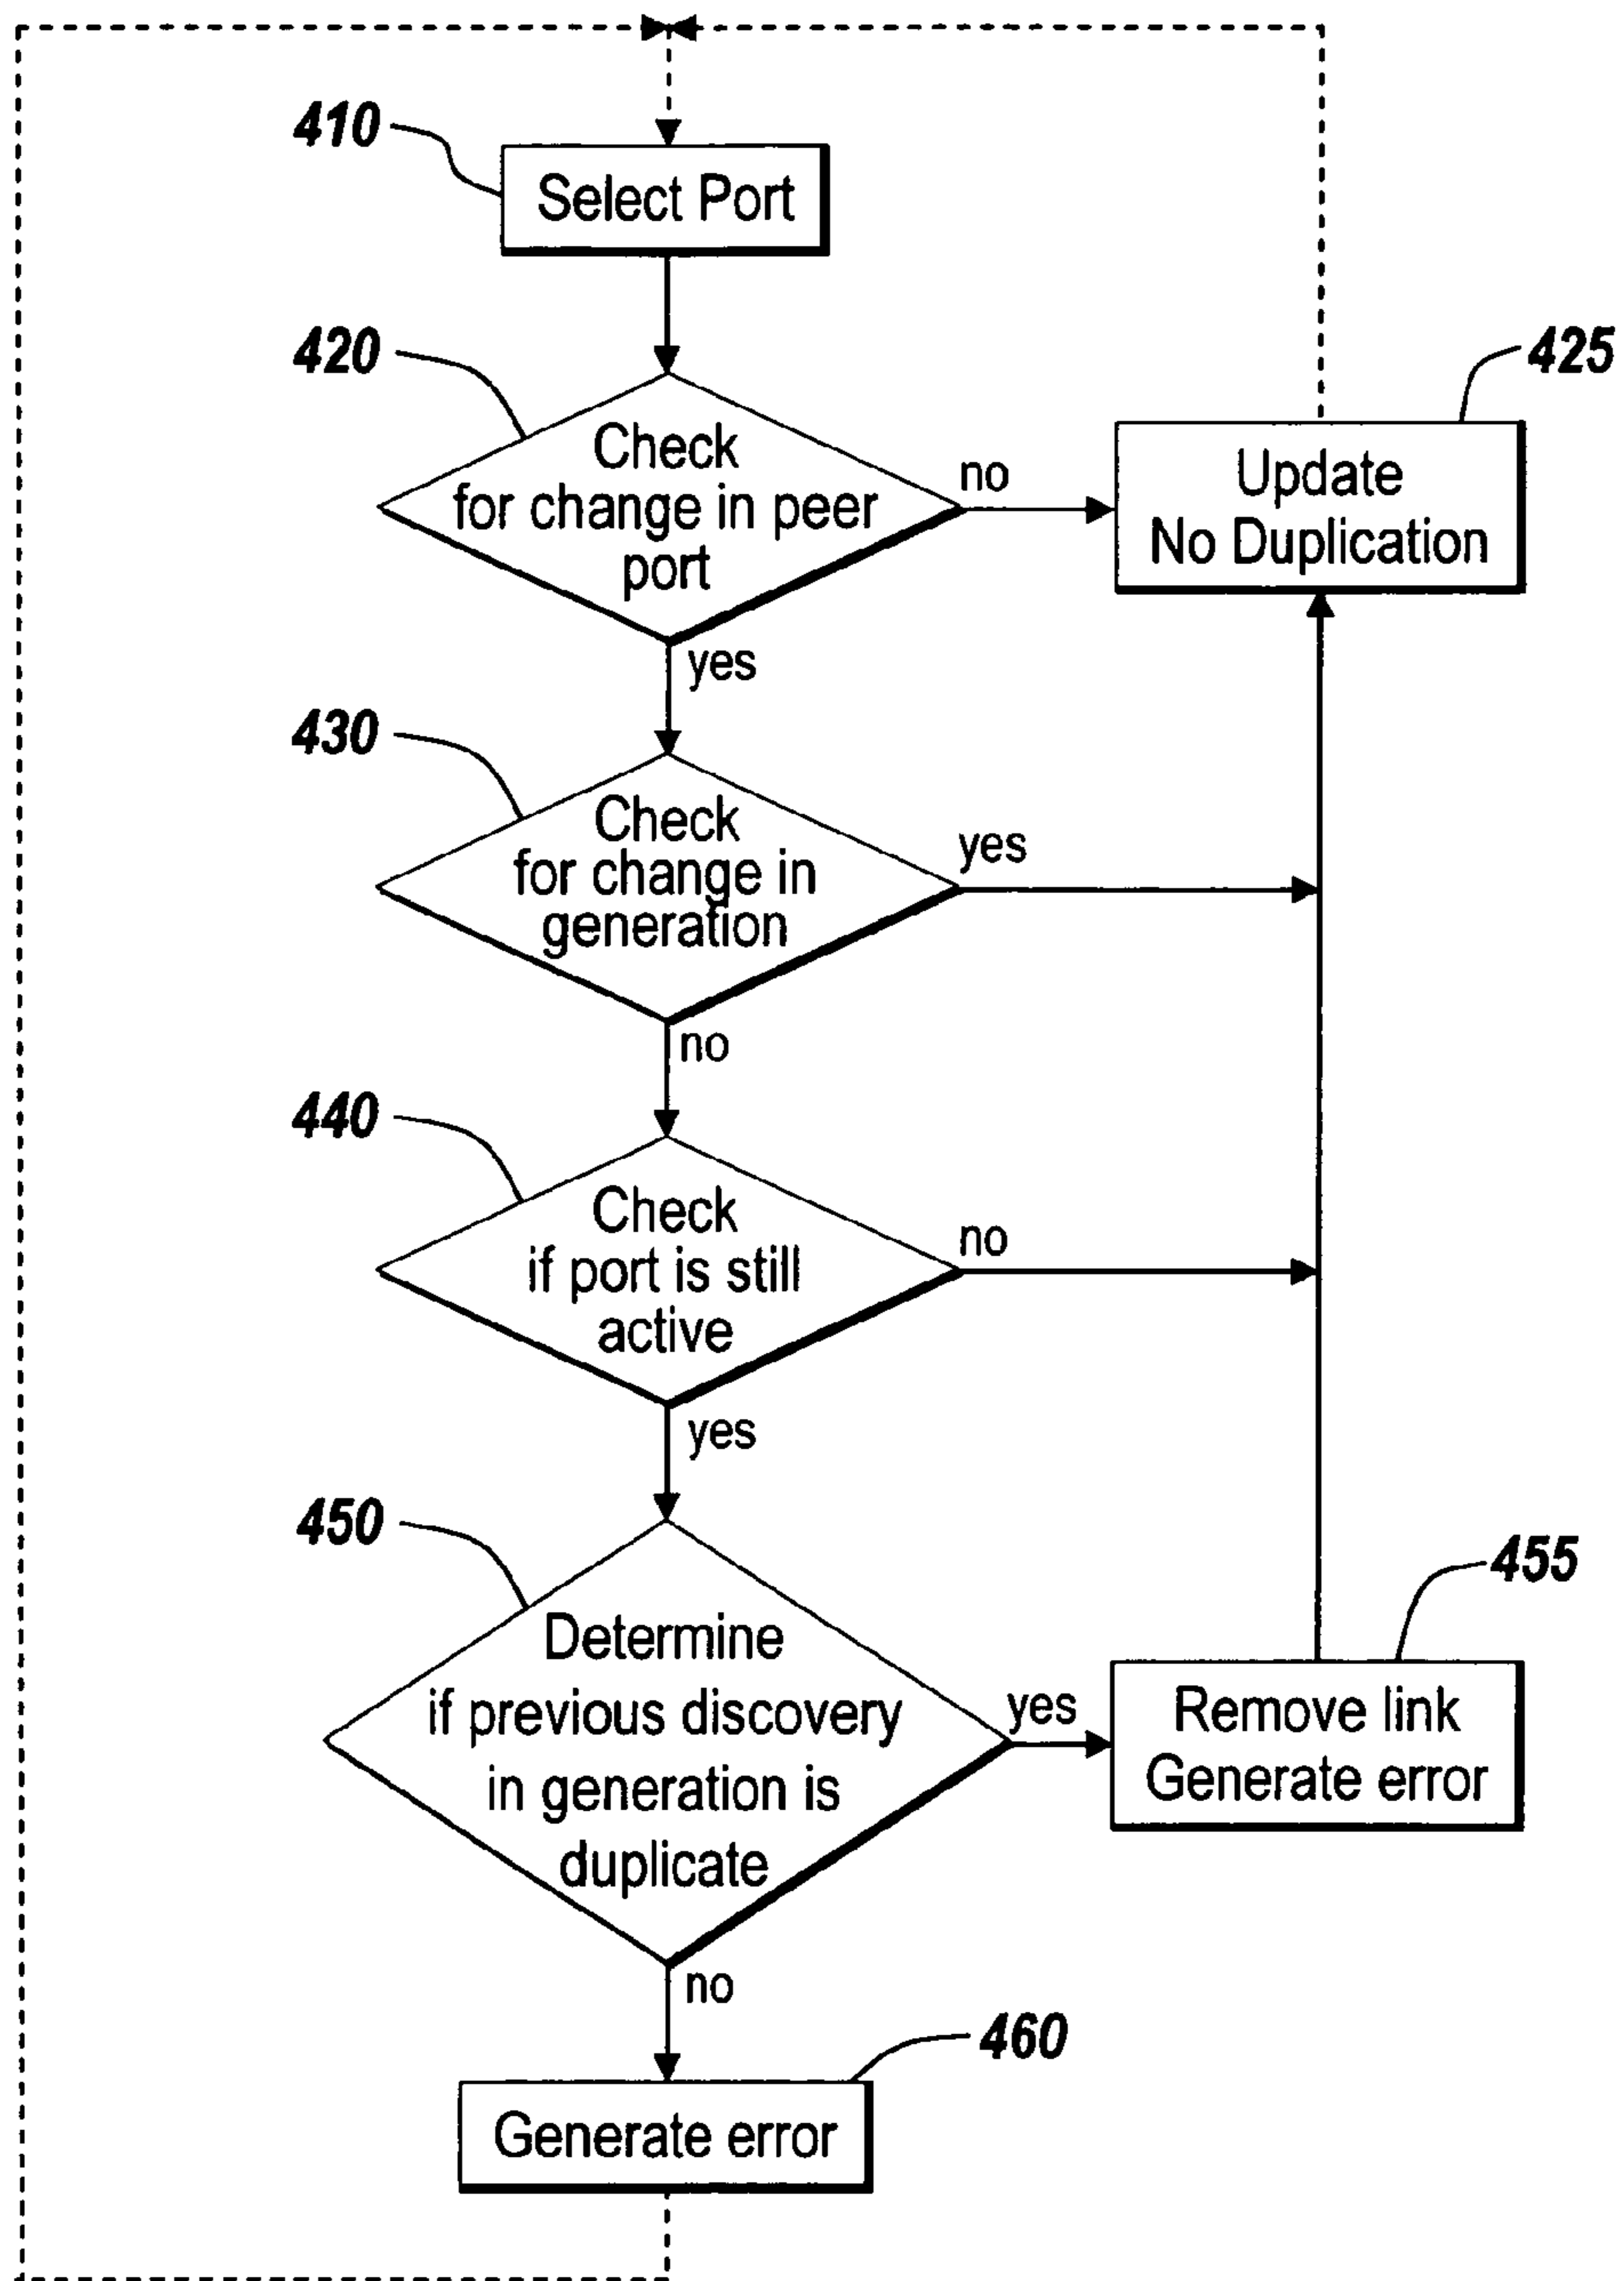 410
Select Port
420
425
Check
for change in peer
port
no
Update
No Duplication
yes
430
Check
for change in
generation
yes
no
440
Check
if port is still
active
no
yes
450
455
Determine
if previous discovery
in generation is
duplicate
yes
Remove link
Generate error
no
460
Generate error